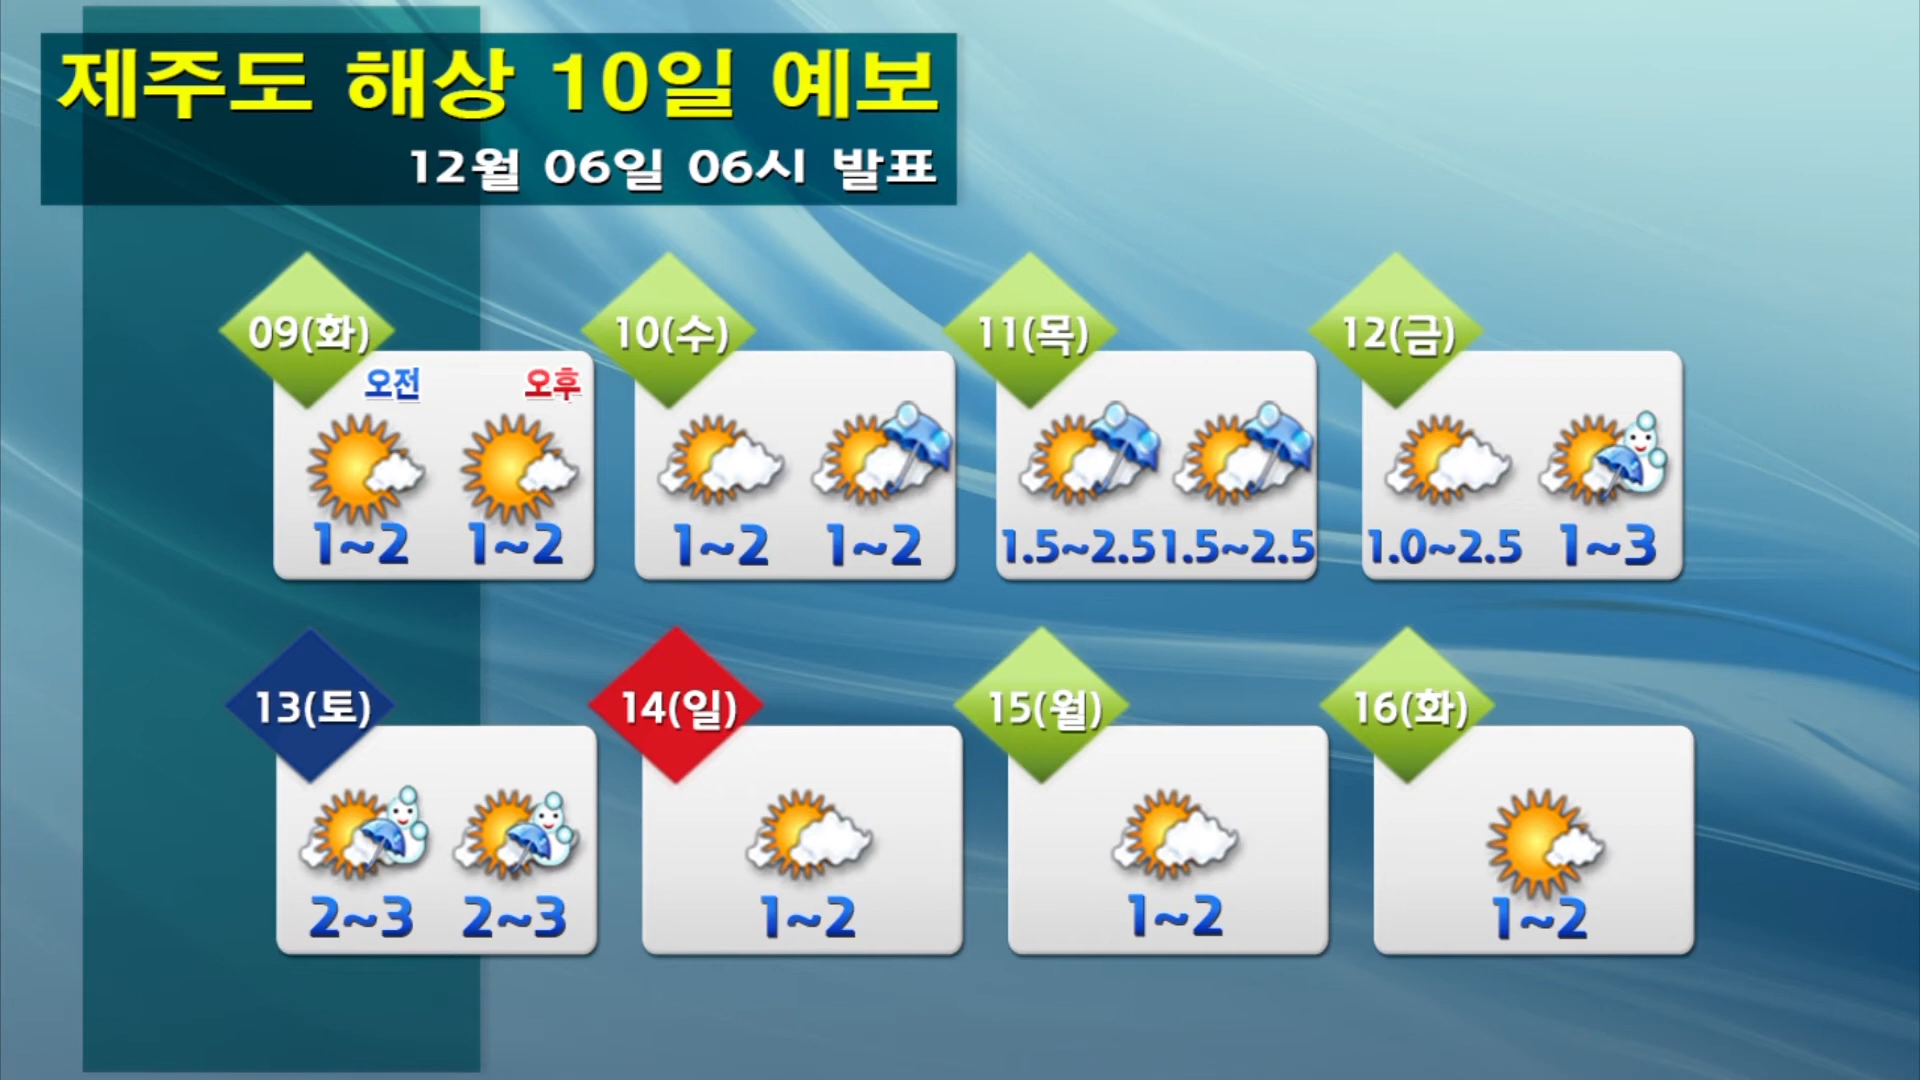 제주도 해상 10일 예보
12월 06일 06시 발표
09(화)
10(수)
11(목)
12(금)
오전 오후
1~2 1~2
1~2 1~2
1.5~2.5 1.5~2.5
1.0~2.5 1~3
13(토)
14(일)
15(월)
16(화)
2~3 2~3
1~2
1~2
1~2